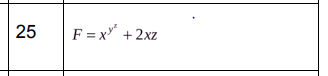 25
F = x^{y^z} + 2xz